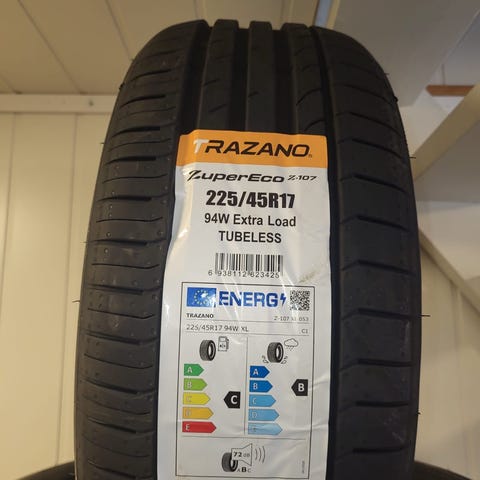 TRAZANO
ZuperEco Z-107
225/45R17
94W Extra Load
TUBELESS
6 938112 623425
ENERG
TRAZANO
225/45R17 94W XL C1
A A
B B
C C C B
D D
E E
72 dB
ABC